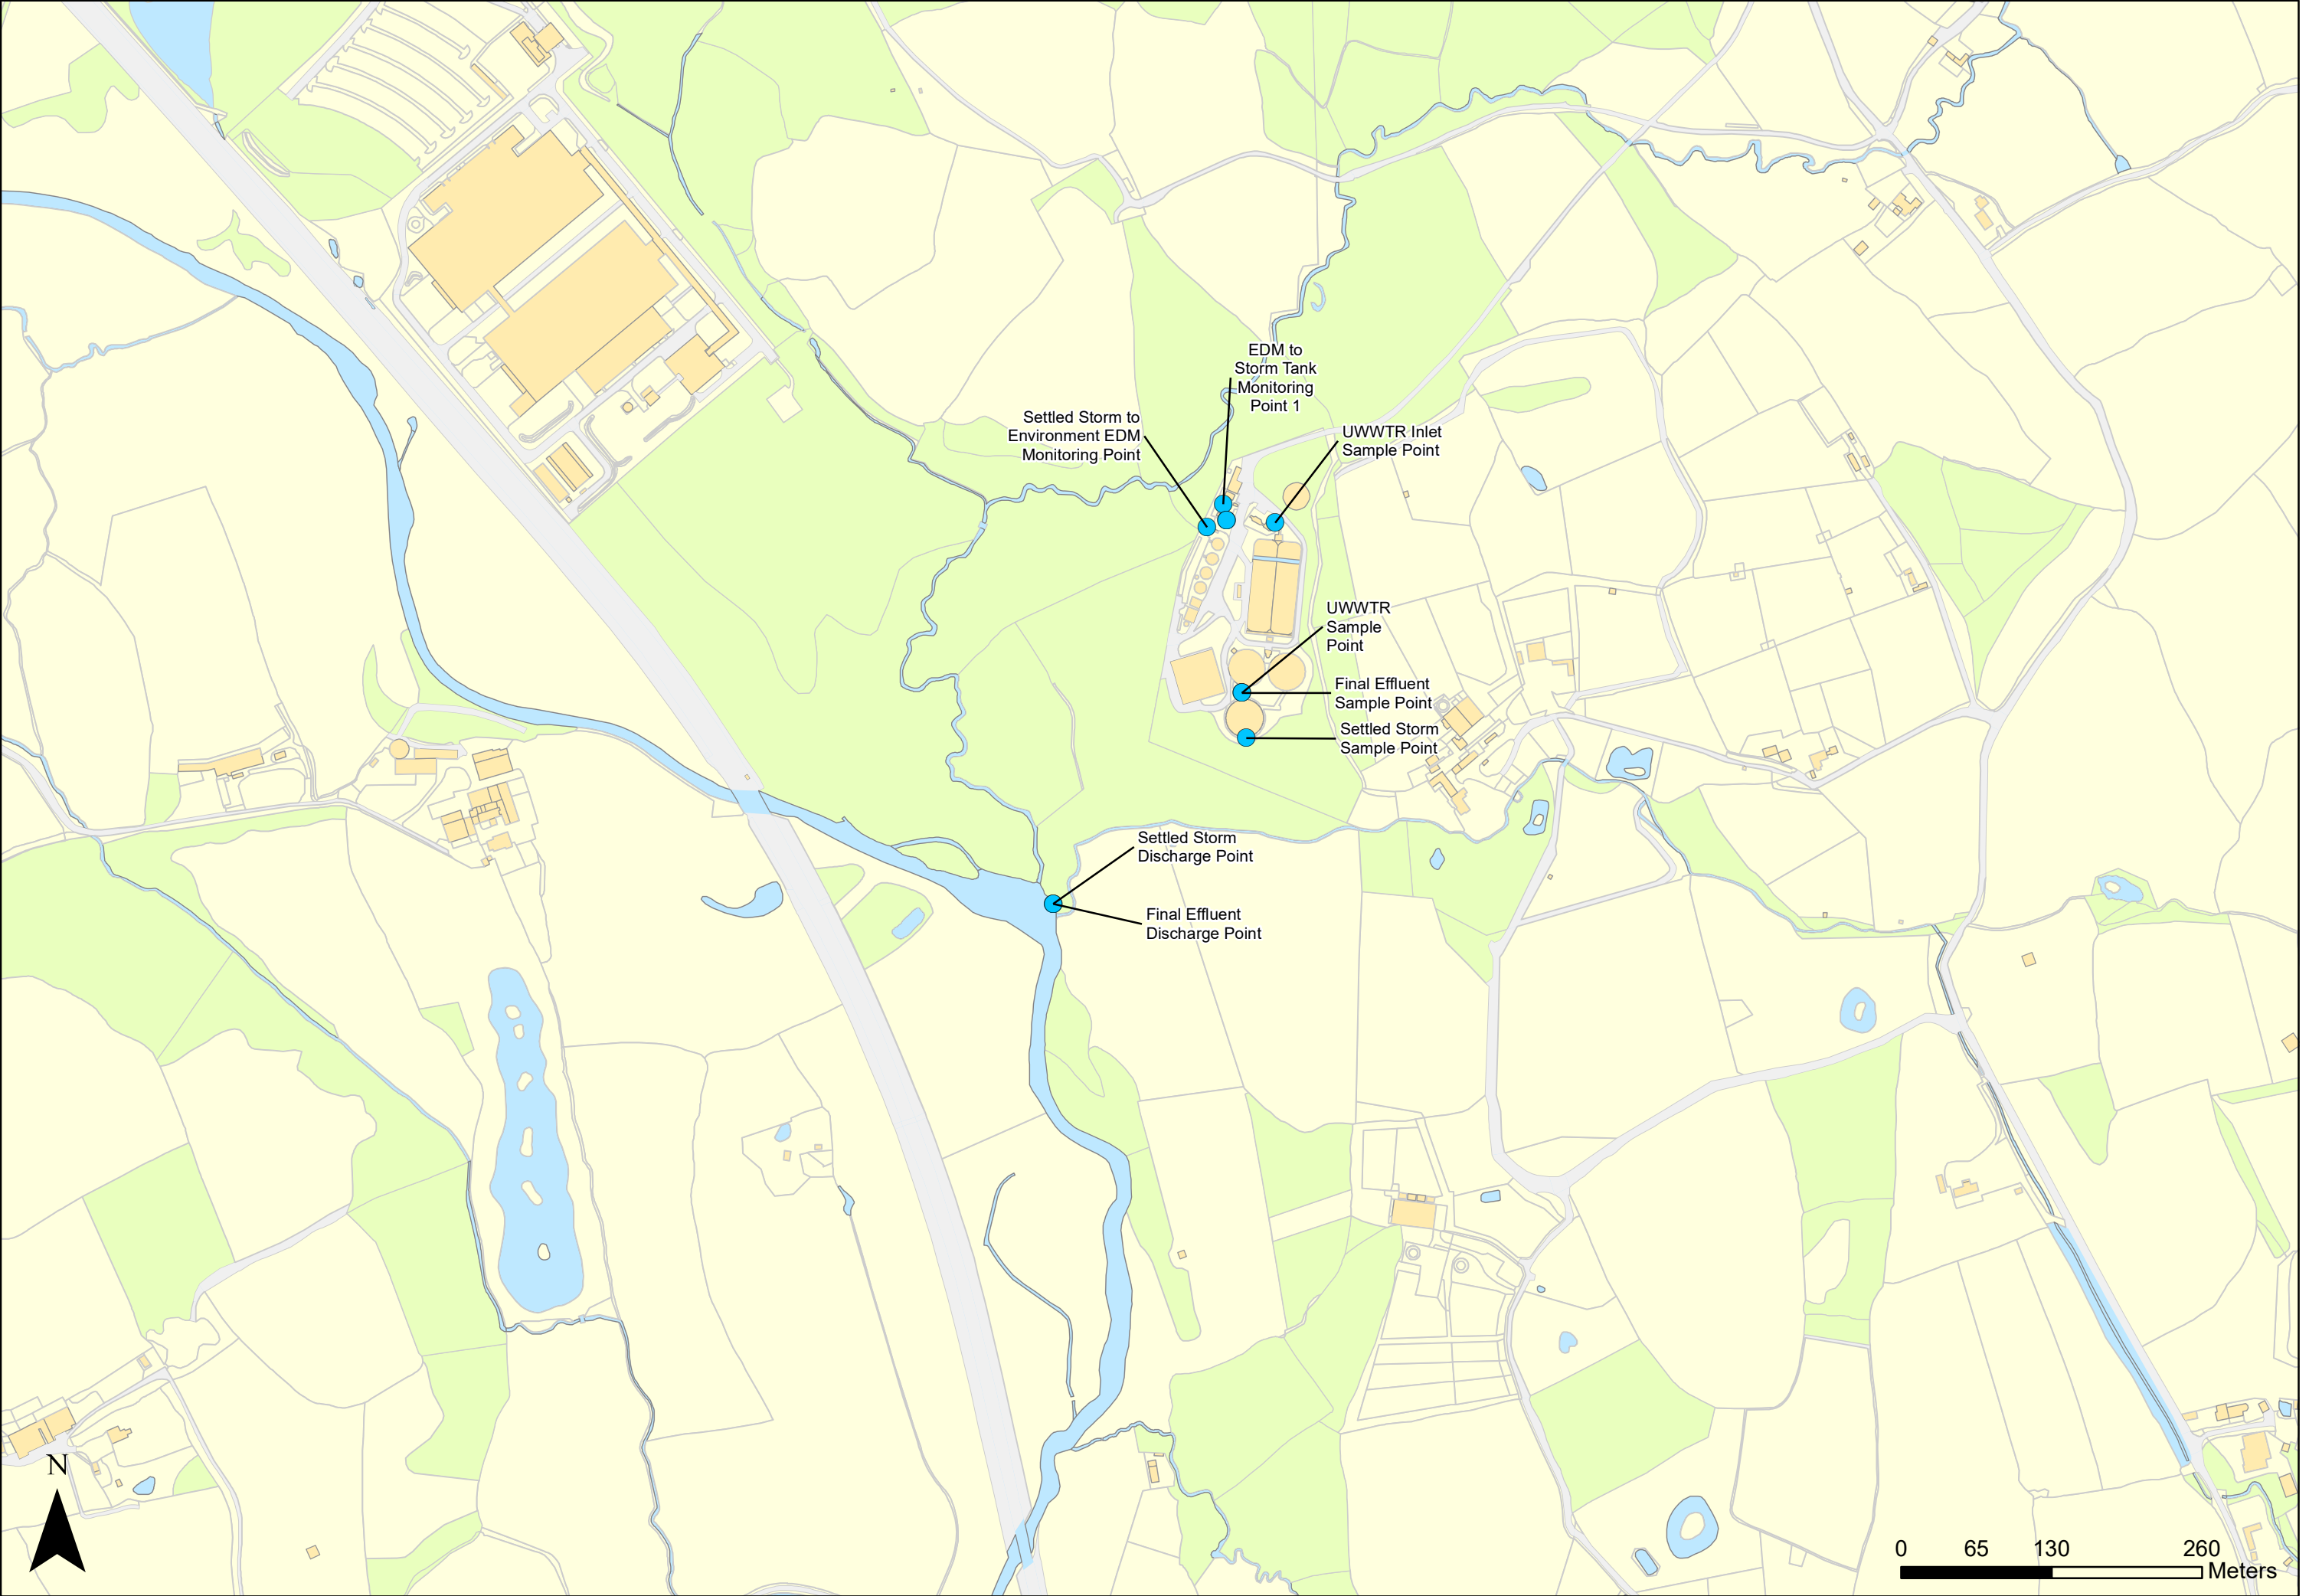 EDM to
Storm Tank
Monitoring
Point 1
Settled Storm to
Environment EDM
Monitoring Point
UWWTR Inlet
Sample Point
UWWTR
Sample
Point
Final Effluent
Sample Point
Settled Storm
Sample Point
Settled Storm
Discharge Point
Final Effluent
Discharge Point
N
0 65 130 260
Meters